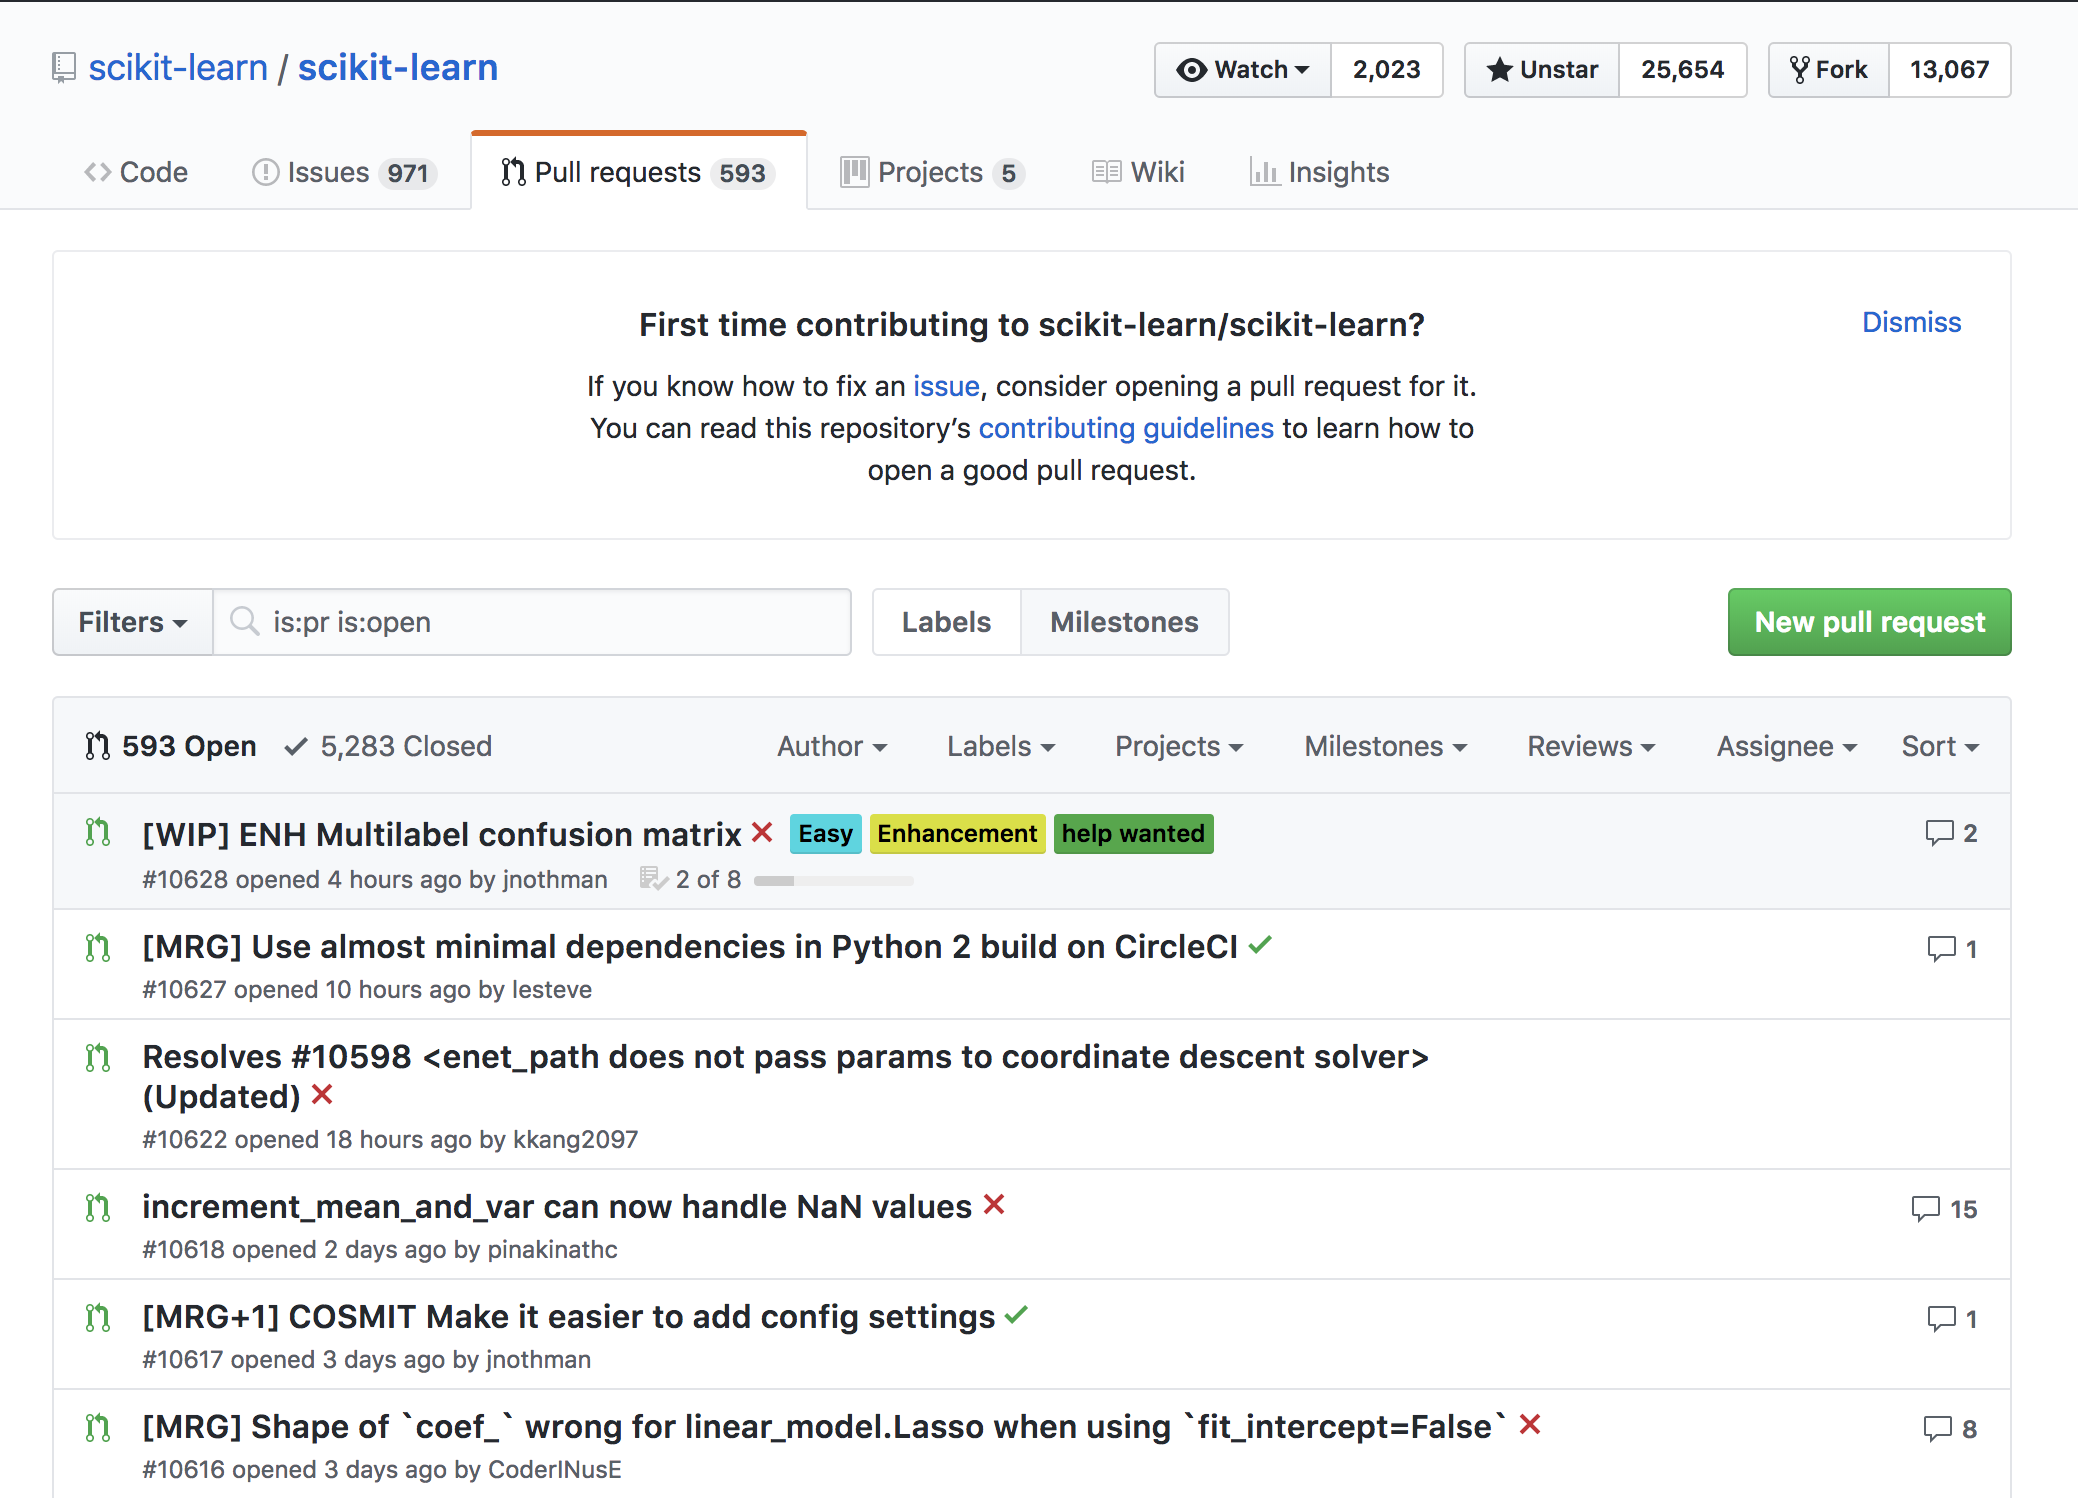 scikit-learn / scikit-learn
Watch 2,023 Unstar 25,654 Fork 13,067
Code Issues 971 Pull requests 593 Projects 5 Wiki Insights
First time contributing to scikit-learn/scikit-learn?
Dismiss
If you know how to fix an issue, consider opening a pull request for it.
You can read this repository’s contributing guidelines to learn how to
open a good pull request.
Filters is:pr is:open Labels Milestones New pull request
593 Open 5,283 Closed Author Labels Projects Milestones Reviews Assignee Sort
[WIP] ENH Multilabel confusion matrix Easy Enhancement help wanted 2
#10628 opened 4 hours ago by jnothman 2 of 8
[MRG] Use almost minimal dependencies in Python 2 build on CircleCI 1
#10627 opened 10 hours ago by lesteve
Resolves #10598 <enet_path does not pass params to coordinate descent solver>
(Updated)
#10622 opened 18 hours ago by kkang2097
increment_mean_and_var can now handle NaN values 15
#10618 opened 2 days ago by pinakinathc
[MRG+1] COSMIT Make it easier to add config settings 1
#10617 opened 3 days ago by jnothman
[MRG] Shape of `coef_` wrong for linear_model.Lasso when using `fit_intercept=False` 8
#10616 opened 3 days ago by CoderINusE